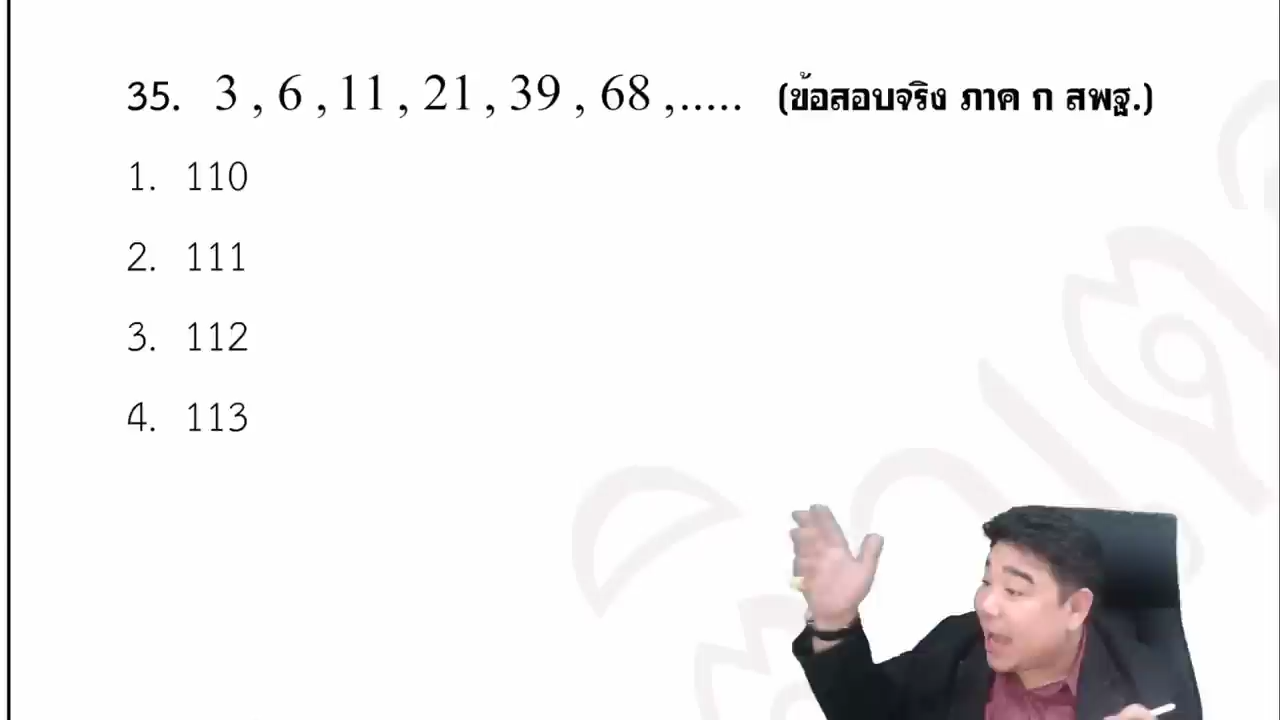 35. 3 , 6 , 11 , 21 , 39 , 68 ,..... (ข้อสอบจริง ภาค ก สพฐ.)
1. 110
2. 111
3. 112
4. 113